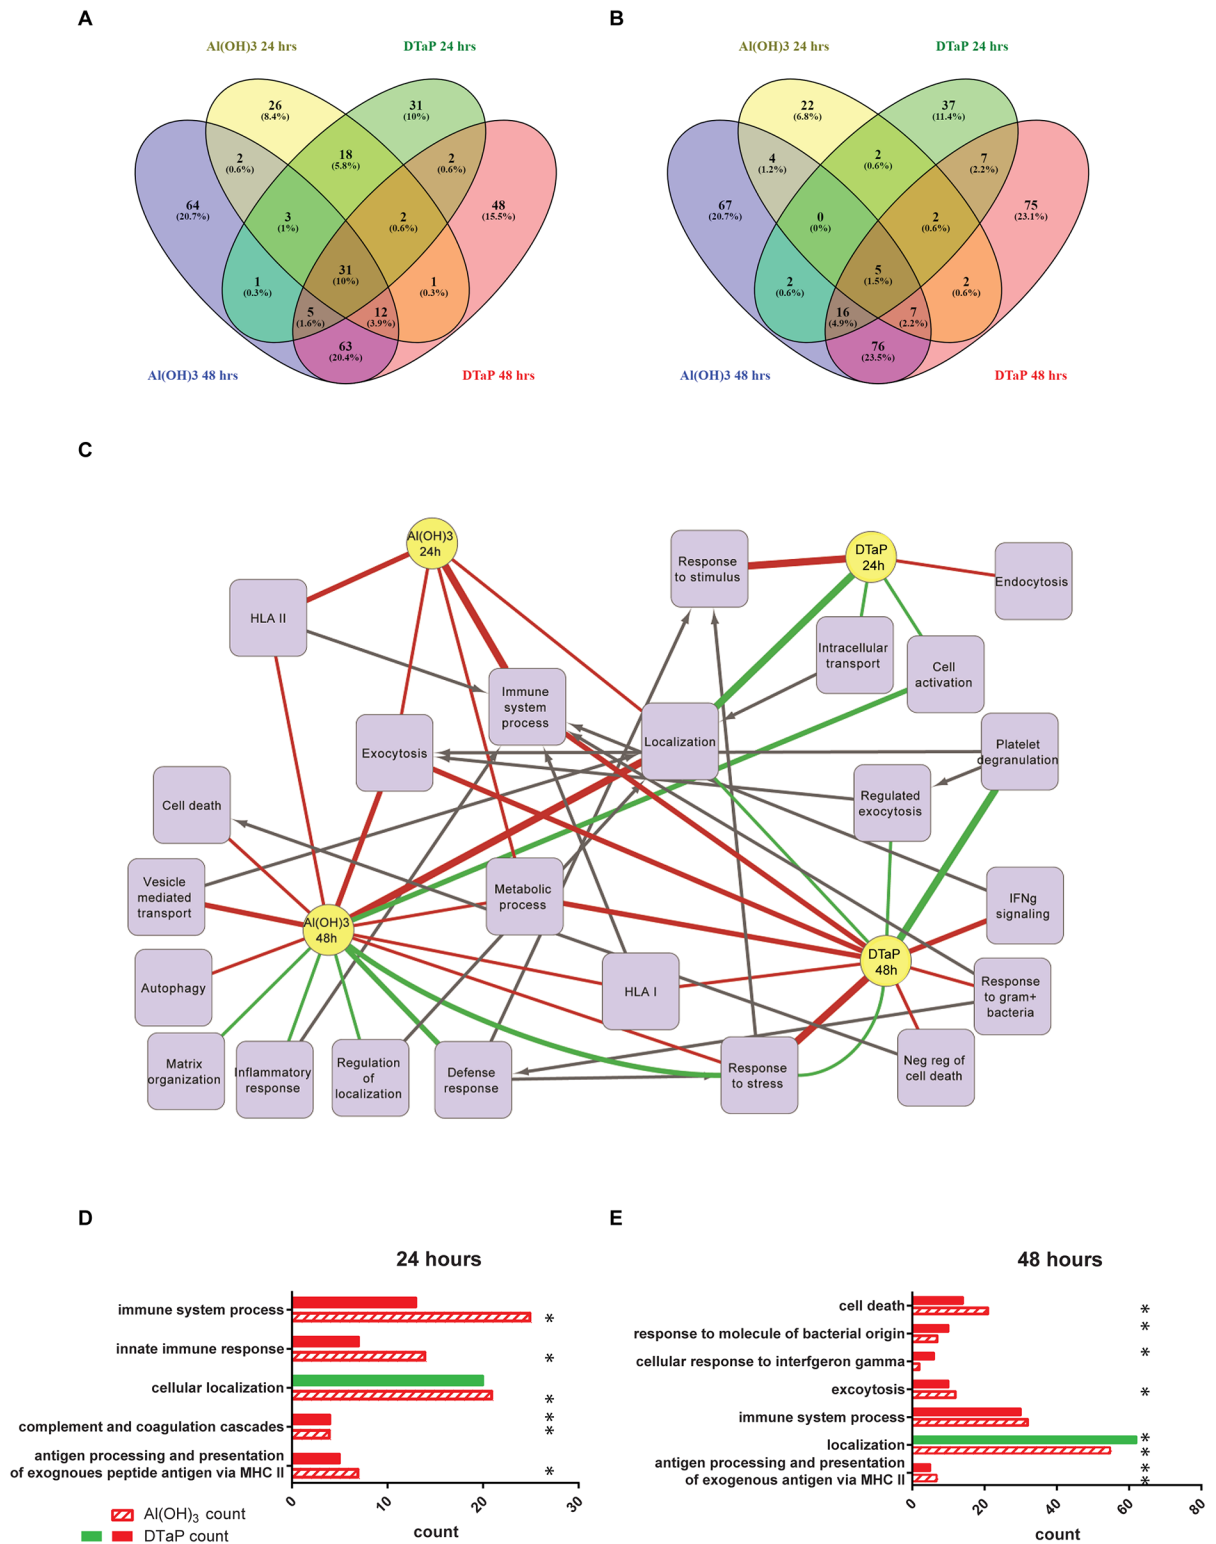 A
B
Al(OH)3 24 hrs
DTaP 24 hrs
26
(8.4%)
31
(10%)
2
(0.6%)
18
(5.8%)
2
(0.6%)
64
(20.7%)
3
(1%)
2
(0.6%)
48
(15.5%)
31
(10%)
1
(0.3%)
1
(0.3%)
5
(1.6%)
12
(3.9%)
63
(20.4%)
Al(OH)3 48 hrs
DTaP 48 hrs
Al(OH)3 24 hrs
DTaP 24 hrs
22
(6.8%)
37
(11.4%)
4
(1.2%)
2
(0.6%)
7
(2.2%)
67
(20.7%)
0
(0%)
2
(0.6%)
75
(23.1%)
5
(1.5%)
2
(0.6%)
2
(0.6%)
16
(4.9%)
7
(2.2%)
76
(23.5%)
Al(OH)3 48 hrs
DTaP 48 hrs
C
Al(OH)3
24h
Response
to stimulus
DTaP
24h
Endocytosis
HLA II
Intracellular
transport
Cell
activation
Immune
system
process
Localization
Exocytosis
Platelet
degranulation
Cell death
Regulated
exocytosis
Vesicle
mediated
transport
Metabolic
process
IFNg
signaling
Al(OH)3
48h
DTaP
48h
Autophagy
HLA I
Response
to gram+
bacteria
Matrix
organization
Inflammatory
response
Regulation
of
localization
Defense
response
Response
to stress
Neg reg of
cell death
D
24 hours
immune system process
*
innate immune response
*
cellular localization
*
complement and coagulation cascades
*
*
antigen processing and presentation
of exognoues peptide antigen via MHC II
*
0
10
20
30
count
Al(OH)3 count
DTaP count
E
48 hours
cell death
*
response to molecule of bacterial origin
*
cellular response to interfgeron gamma
*
excoytosis
*
immune system process
localization
*
*
antigen processing and presentation
of exogenous antigen via MHC II
*
*
0
20
40
60
80
count